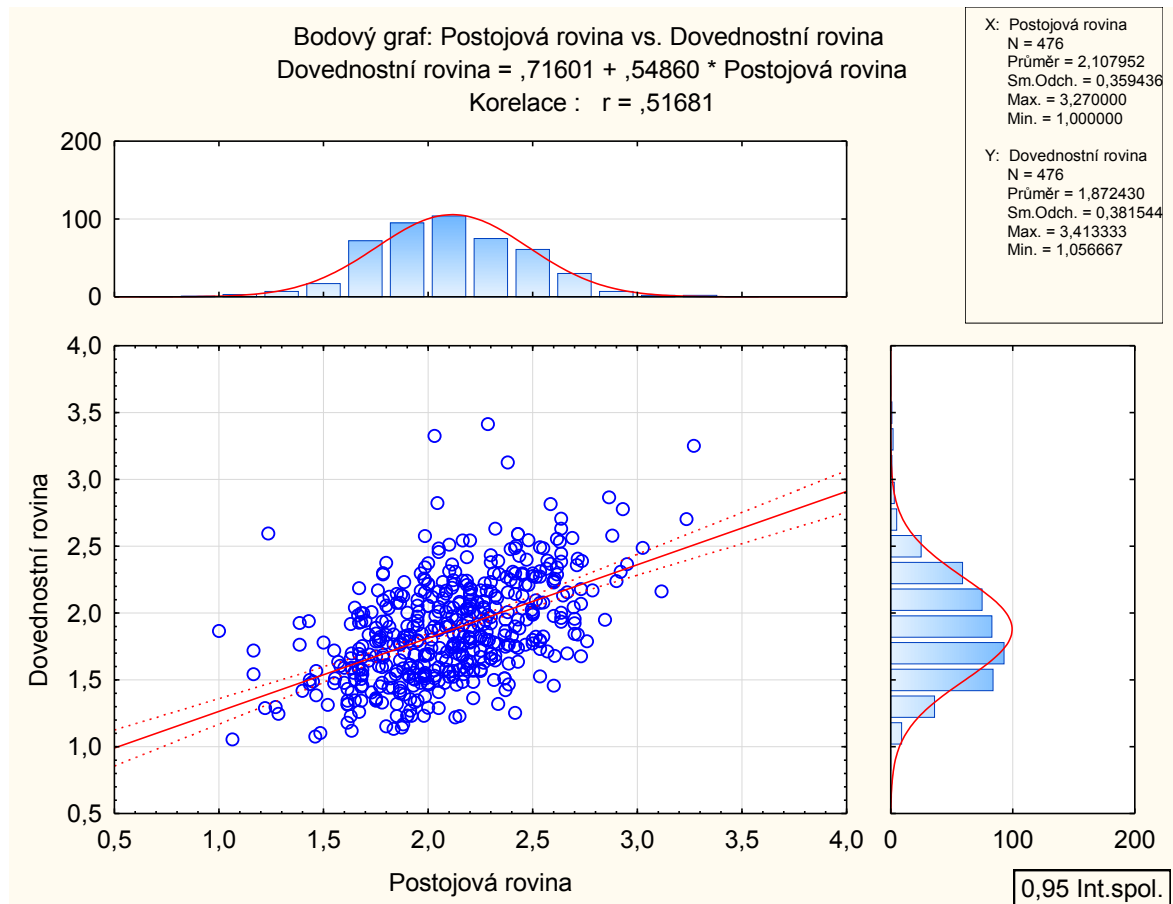 Bodový graf: Postojová rovina vs. Dovednostní rovina
Dovednostní rovina = ,71601 + ,54860 * Postojová rovina
Korelace : r = ,51681
X: Postojová rovina
N = 476
Průměr = 2,107952
Sm.Odch. = 0,359436
Max. = 3,270000
Min. = 1,000000
Y: Dovednostní rovina
N = 476
Průměr = 1,872430
Sm.Odch. = 0,381544
Max. = 3,413333
Min. = 1,056667
200
100
0
4,0
3,5
3,0
2,5
2,0
1,5
1,0
0,5
Dovednostní rovina
0,5 1,0 1,5 2,0 2,5 3,0 3,5 4,0
0 100 200
Postojová rovina
0,95 Int.spol.